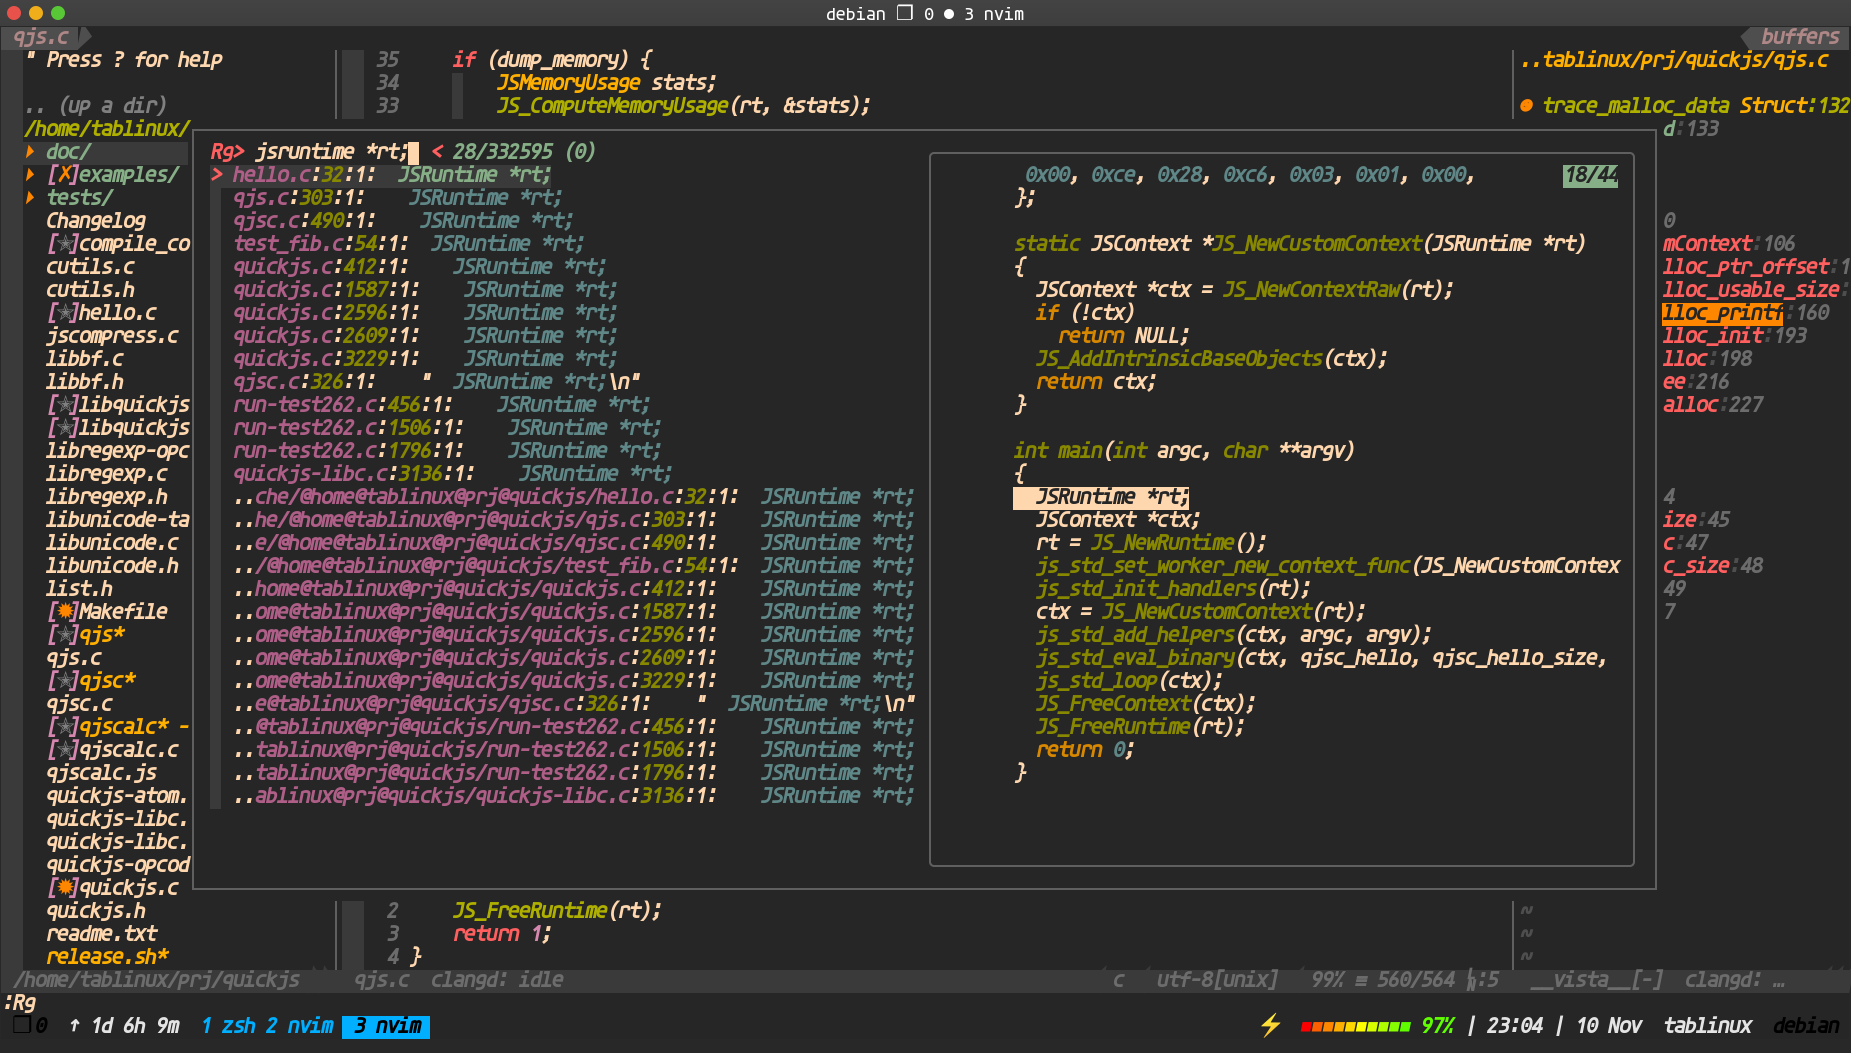 debian ❐ 0 ● 3 nvim
qjs.c
buffers
" Press ? for help
.. (up a dir)
/home/tablinux/
▸ doc/
▸ [✗]examples/
▸ tests/
Changelog
[✭]compile_co
cutils.c
cutils.h
[✭]hello.c
jscompress.c
libbf.c
libbf.h
[✭]libquickjs
[✭]libquickjs
libregexp-opc
libregexp.c
libregexp.h
libunicode-ta
libunicode.c
libunicode.h
list.h
[✹]Makefile
[✭]qjs*
qjs.c
[✭]qjsc*
qjsc.c
[✭]qjscalc* -
[✭]qjscalc.c
qjscalc.js
quickjs-atom.
quickjs-libc.
quickjs-libc.
quickjs-opcod
[✹]quickjs.c
quickjs.h
readme.txt
release.sh*
35 if (dump_memory) {
34 JSMemoryUsage stats;
33 JS_ComputeMemoryUsage(rt, &stats);
Rg> jsruntime *rt; < 28/332595 (0)
> hello.c:32:1: JSRuntime *rt;
qjs.c:303:1: JSRuntime *rt;
qjsc.c:490:1: JSRuntime *rt;
test_fib.c:54:1: JSRuntime *rt;
quickjs.c:412:1: JSRuntime *rt;
quickjs.c:1587:1: JSRuntime *rt;
quickjs.c:2596:1: JSRuntime *rt;
quickjs.c:2609:1: JSRuntime *rt;
quickjs.c:3229:1: JSRuntime *rt;
qjsc.c:326:1: " JSRuntime *rt;\n"
run-test262.c:456:1: JSRuntime *rt;
run-test262.c:1506:1: JSRuntime *rt;
run-test262.c:1796:1: JSRuntime *rt;
quickjs-libc.c:3136:1: JSRuntime *rt;
..che/@home@tablinux@prj@quickjs/hello.c:32:1: JSRuntime *rt;
..he/@home@tablinux@prj@quickjs/qjs.c:303:1: JSRuntime *rt;
..e/@home@tablinux@prj@quickjs/qjsc.c:490:1: JSRuntime *rt;
../@home@tablinux@prj@quickjs/test_fib.c:54:1: JSRuntime *rt;
..home@tablinux@prj@quickjs/quickjs.c:412:1: JSRuntime *rt;
..ome@tablinux@prj@quickjs/quickjs.c:1587:1: JSRuntime *rt;
..ome@tablinux@prj@quickjs/quickjs.c:2596:1: JSRuntime *rt;
..ome@tablinux@prj@quickjs/quickjs.c:2609:1: JSRuntime *rt;
..ome@tablinux@prj@quickjs/quickjs.c:3229:1: JSRuntime *rt;
..e@tablinux@prj@quickjs/qjsc.c:326:1: " JSRuntime *rt;\n"
..@tablinux@prj@quickjs/run-test262.c:456:1: JSRuntime *rt;
..tablinux@prj@quickjs/run-test262.c:1506:1: JSRuntime *rt;
..tablinux@prj@quickjs/run-test262.c:1796:1: JSRuntime *rt;
..ablinux@prj@quickjs/quickjs-libc.c:3136:1: JSRuntime *rt;
0x00, 0xce, 0x28, 0xc6, 0x03, 0x01, 0x00, 18/44
};
static JSContext *JS_NewCustomContext(JSRuntime *rt)
{
JSContext *ctx = JS_NewContextRaw(rt);
if (!ctx)
return NULL;
JS_AddIntrinsicBaseObjects(ctx);
return ctx;
}
int main(int argc, char **argv)
{
JSRuntime *rt;
JSContext *ctx;
rt = JS_NewRuntime();
js_std_set_worker_new_context_func(JS_NewCustomContex
js_std_init_handlers(rt);
ctx = JS_NewCustomContext(rt);
js_std_add_helpers(ctx, argc, argv);
js_std_eval_binary(ctx, qjsc_hello, qjsc_hello_size,
js_std_loop(ctx);
JS_FreeContext(ctx);
JS_FreeRuntime(rt);
return 0;
}
2 JS_FreeRuntime(rt);
3 return 1;
4 }
..tablinux/prj/quickjs/qjs.c
● trace_malloc_data Struct:132
d:133
0
mContext:106
lloc_ptr_offset:1
lloc_usable_size:
lloc_printf:160
lloc_init:193
lloc:198
ee:216
alloc:227
4
ize:45
c:47
c_size:48
49
7
~
~
~
/home/tablinux/prj/quickjs qjs.c clangd: idle c utf-8[unix] 99% ≡ 560/564 :5 __vista__[-] clangd: …
:Rg
❐ 0 ↑ 1d 6h 9m 1 zsh 2 nvim 3 nvim ⚡ 97% | 23:04 | 10 Nov tablinux debian